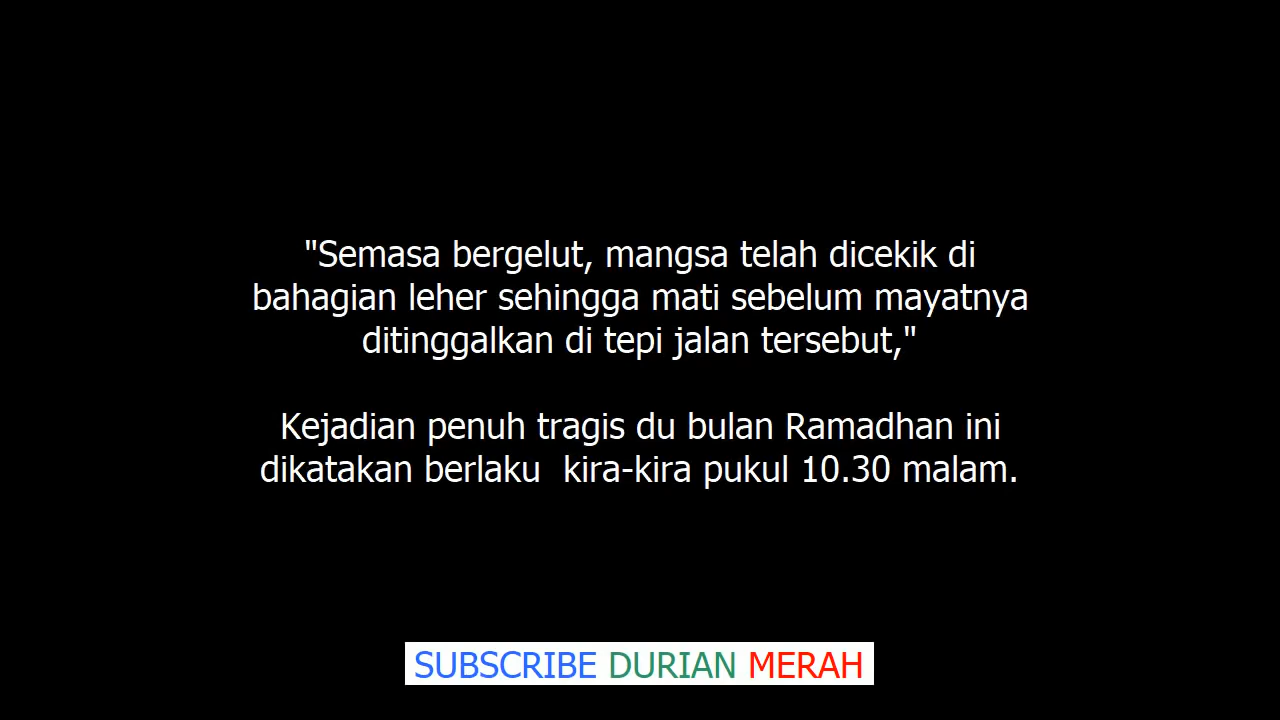 "Semasa bergelut, mangsa telah dicekik di
bahagian leher sehingga mati sebelum mayatnya
ditinggalkan di tepi jalan tersebut,"
Kejadian penuh tragis du bulan Ramadhan ini
dikatakan berlaku  kira-kira pukul 10.30 malam.
SUBSCRIBE DURIAN MERAH